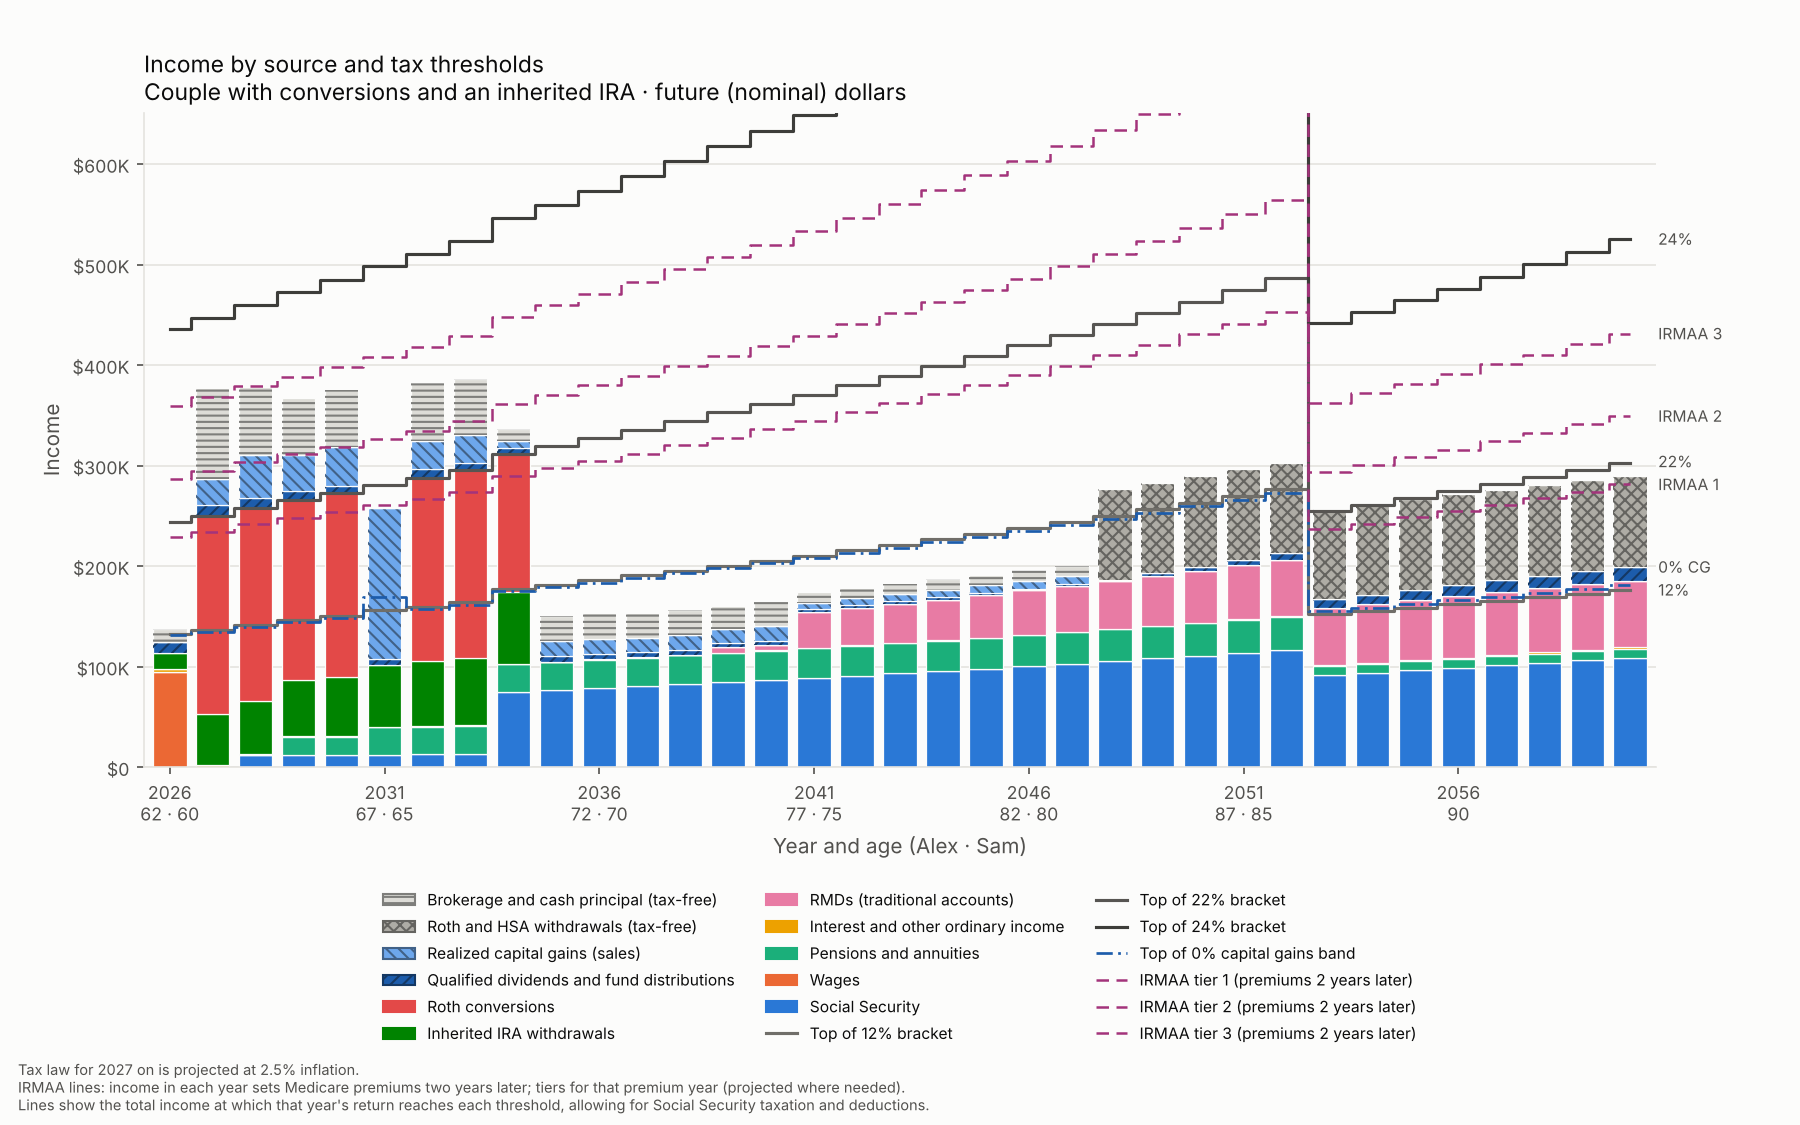 Income by source and tax thresholds
Couple with conversions and an inherited IRA · future (nominal) dollars
$600K
$500K
$400K
$300K
$200K
$100K
$0
Income
24%
IRMAA 3
IRMAA 2
22%
IRMAA 1
0% CG
12%
2026 2031 2036 2041 2046 2051 2056
62 · 60 67 · 65 72 · 70 77 · 75 82 · 80 87 · 85 90
Year and age (Alex · Sam)
Brokerage and cash principal (tax-free)
Roth and HSA withdrawals (tax-free)
Realized capital gains (sales)
Qualified dividends and fund distributions
Roth conversions
Inherited IRA withdrawals
RMDs (traditional accounts)
Interest and other ordinary income
Pensions and annuities
Wages
Social Security
Top of 12% bracket
Top of 22% bracket
Top of 24% bracket
Top of 0% capital gains band
IRMAA tier 1 (premiums 2 years later)
IRMAA tier 2 (premiums 2 years later)
IRMAA tier 3 (premiums 2 years later)
Tax law for 2027 on is projected at 2.5% inflation.
IRMAA lines: income in each year sets Medicare premiums two years later; tiers for that premium year (projected where needed).
Lines show the total income at which that year's return reaches each threshold, allowing for Social Security taxation and deductions.